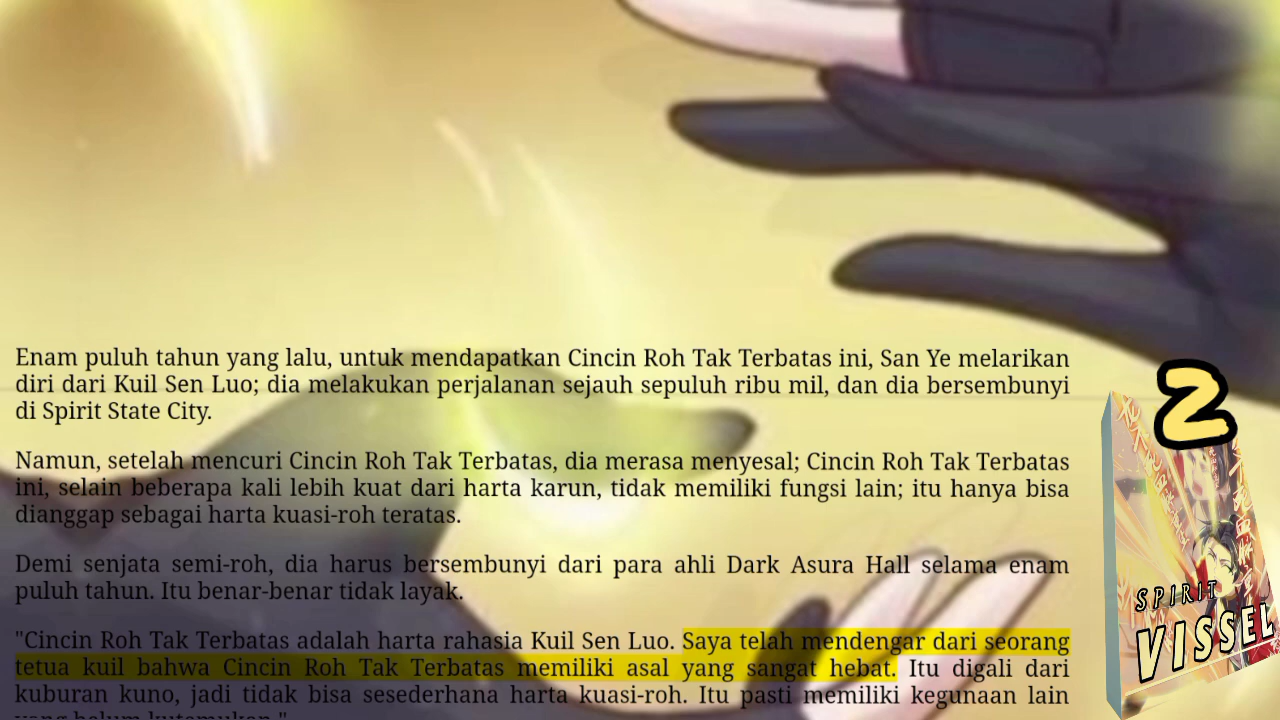 Enam puluh tahun yang lalu, untuk mendapatkan Cincin Roh Tak Terbatas ini, San Ye melarikan
diri dari Kuil Sen Luo; dia melakukan perjalanan sejauh sepuluh ribu mil, dan dia bersembunyi
di Spirit State City.
Namun, setelah mencuri Cincin Roh Tak Terbatas, dia merasa menyesal; Cincin Roh Tak Terbatas
ini, selain beberapa kali lebih kuat dari harta karun, tidak memiliki fungsi lain; itu hanya bisa
dianggap sebagai harta kuasi-roh teratas.
Demi senjata semi-roh, dia harus bersembunyi dari para ahli Dark Asura Hall selama enam
puluh tahun. Itu benar-benar tidak layak.
"Cincin Roh Tak Terbatas adalah harta rahasia Kuil Sen Luo. Saya telah mendengar dari seorang
tetua kuil bahwa Cincin Roh Tak Terbatas memiliki asal yang sangat hebat. Itu digali dari
kuburan kuno, jadi tidak bisa sesederhana harta kuasi-roh. Itu pasti memiliki kegunaan lain
2
SPIRIT
VISSEL